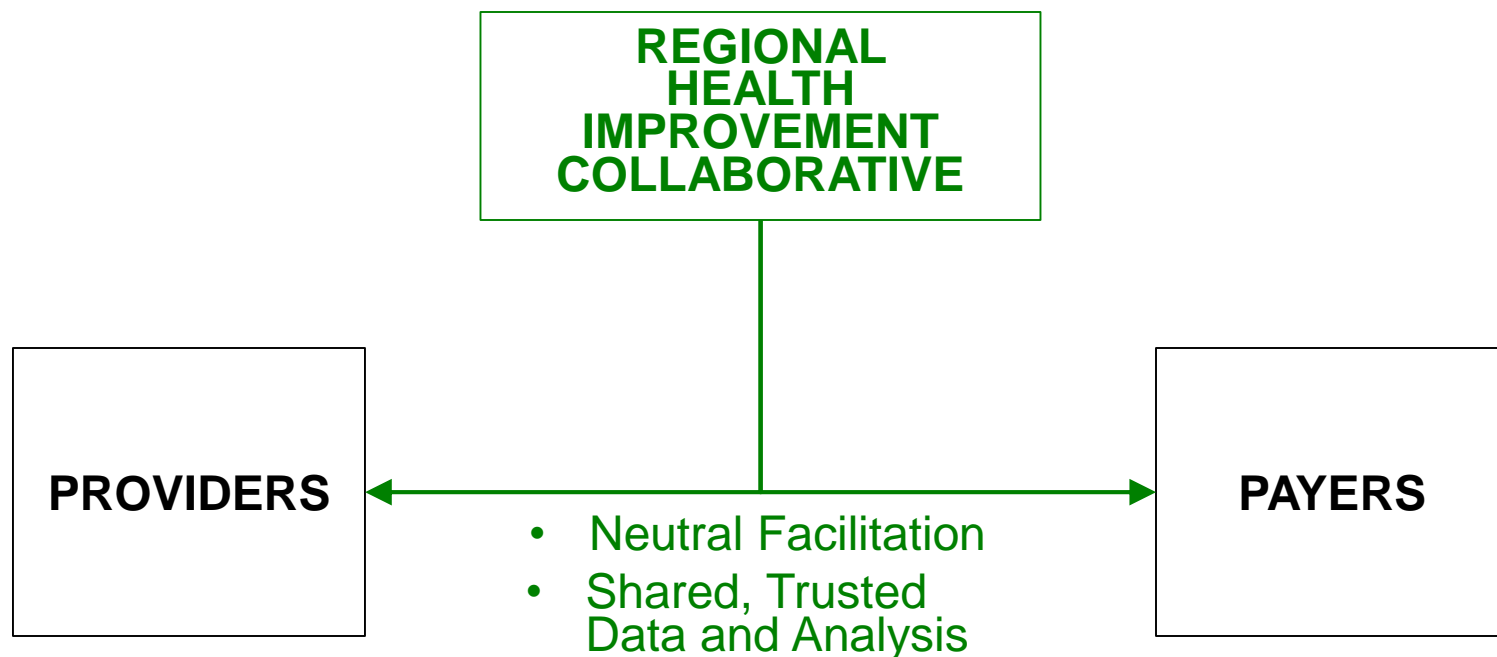 REGIONAL
HEALTH
IMPROVEMENT
COLLABORATIVE
PROVIDERS
PAYERS
• Neutral Facilitation
• Shared, Trusted
Data and Analysis